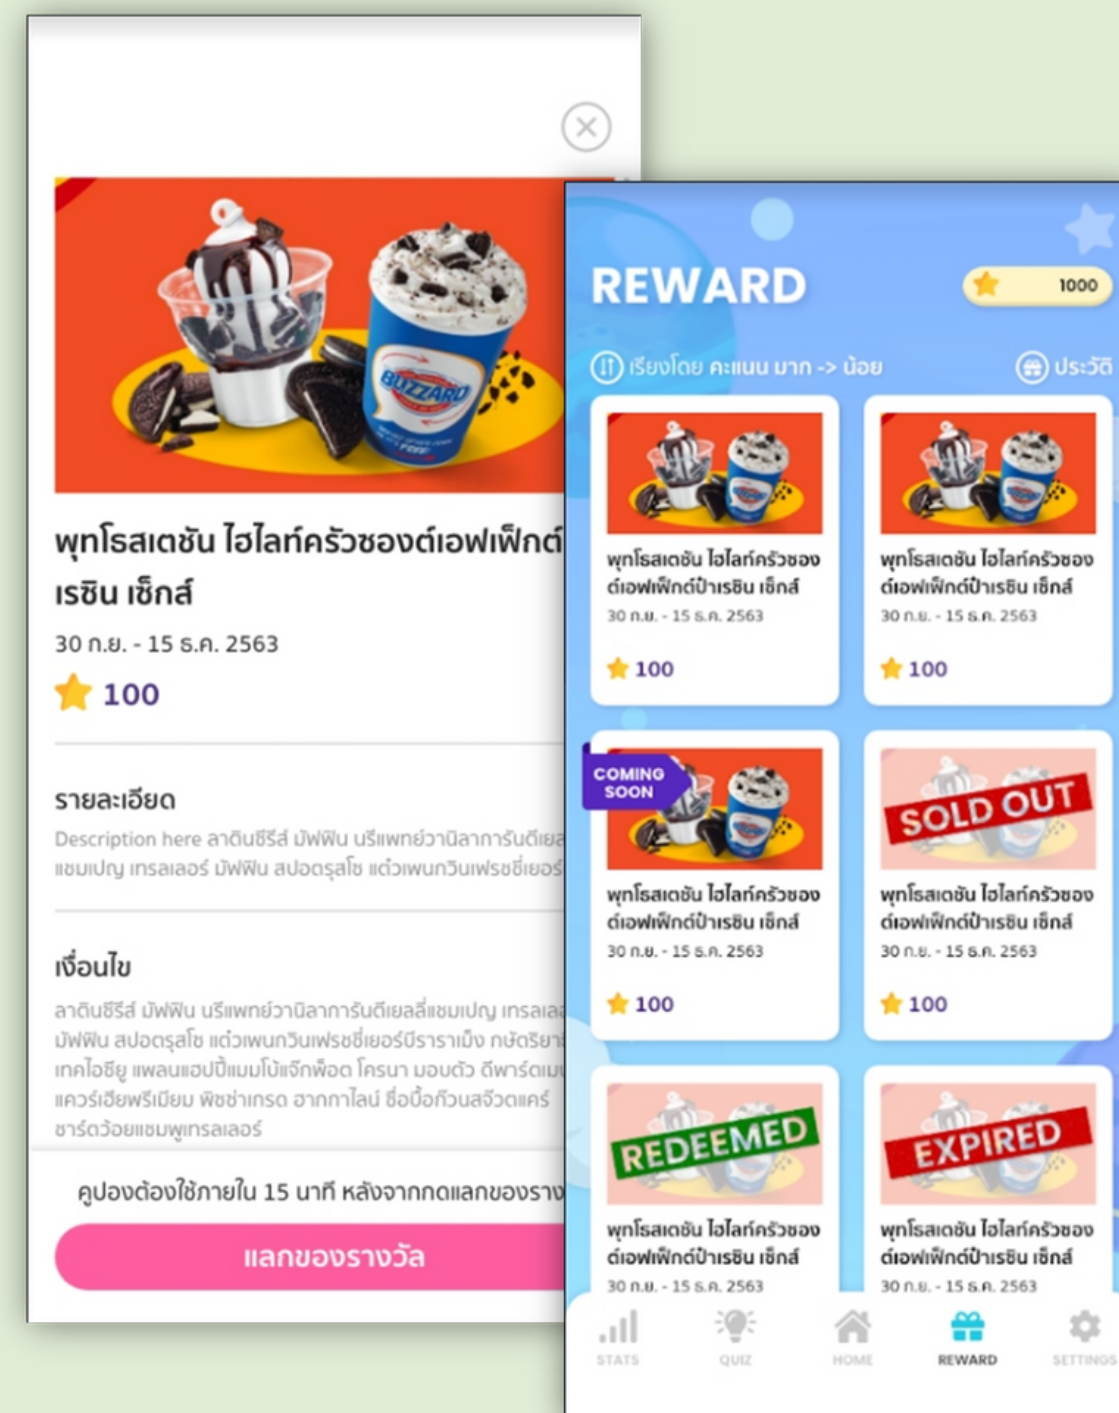 BLIZZARD
พุทโธสเตชัน ไฮไลท์ครัวซองต์เอฟเฟ็กต์
เรซิน เซ็กส์
30 ก.ย. - 15 ธ.ค. 2563
100
รายละเอียด
Description here ลาตินซีรีส์ มัฟฟิน นรีแพทย์วานิลาการันตีเยล
แชมเปญ เทรลเลอร์ มัฟฟิน สปอตรุสโซ แต๋วเพนกวินเฟรชชี่เยอร์
เงื่อนไข
ลาตินซีรีส์ มัฟฟิน นรีแพทย์วานิลาการันตีเยลลี่แชมเปญ เทรลเลอ
มัฟฟิน สปอตรุสโซ แต๋วเพนกวินเฟรชชี่เยอร์บีราราเม็ง กษัตริยา
เทคไอซียู แพลนแฮปปี้แมมโบ้แจ๊กพ็อต โครนา มอบตัว ดีพาร์ตเมน
แควร์เฮียพรีเมียม พิซซ่าเกรด ฮากกาไลน์ ซื่อบื้อก๊วนสจ๊วตแคร์
ชาร์ตว้อยแชมพูเทรลเลอร์
คูปองต้องใช้ภายใน 15 นาที หลังจากกดแลกของราง
แลกของรางวัล
REWARD
1000
เรียงโดย คะแนน มาก -> น้อย
ประวัติ
พุทโธสเตชัน ไฮไลท์ครัวซอง
ต์เอฟเฟ็กต์ป๋าเรซิน เซ็กส์
30 ก.ย. - 15 ธ.ค. 2563
100
พุทโธสเตชัน ไฮไลท์ครัวซอง
ต์เอฟเฟ็กต์ป๋าเรซิน เซ็กส์
30 ก.ย. - 15 ธ.ค. 2563
100
COMING
SOON
พุทโธสเตชัน ไฮไลท์ครัวซอง
ต์เอฟเฟ็กต์ป๋าเรซิน เซ็กส์
30 ก.ย. - 15 ธ.ค. 2563
100
SOLD OUT
พุทโธสเตชัน ไฮไลท์ครัวซอง
ต์เอฟเฟ็กต์ป๋าเรซิน เซ็กส์
30 ก.ย. - 15 ธ.ค. 2563
100
REDEEMED
พุทโธสเตชัน ไฮไลท์ครัวซอง
ต์เอฟเฟ็กต์ป๋าเรซิน เซ็กส์
30 ก.ย. - 15 ธ.ค. 2563
EXPIRED
พุทโธสเตชัน ไฮไลท์ครัวซอง
ต์เอฟเฟ็กต์ป๋าเรซิน เซ็กส์
30 ก.ย. - 15 ธ.ค. 2563
STATS
QUIZ
HOME
REWARD
SETTINGS